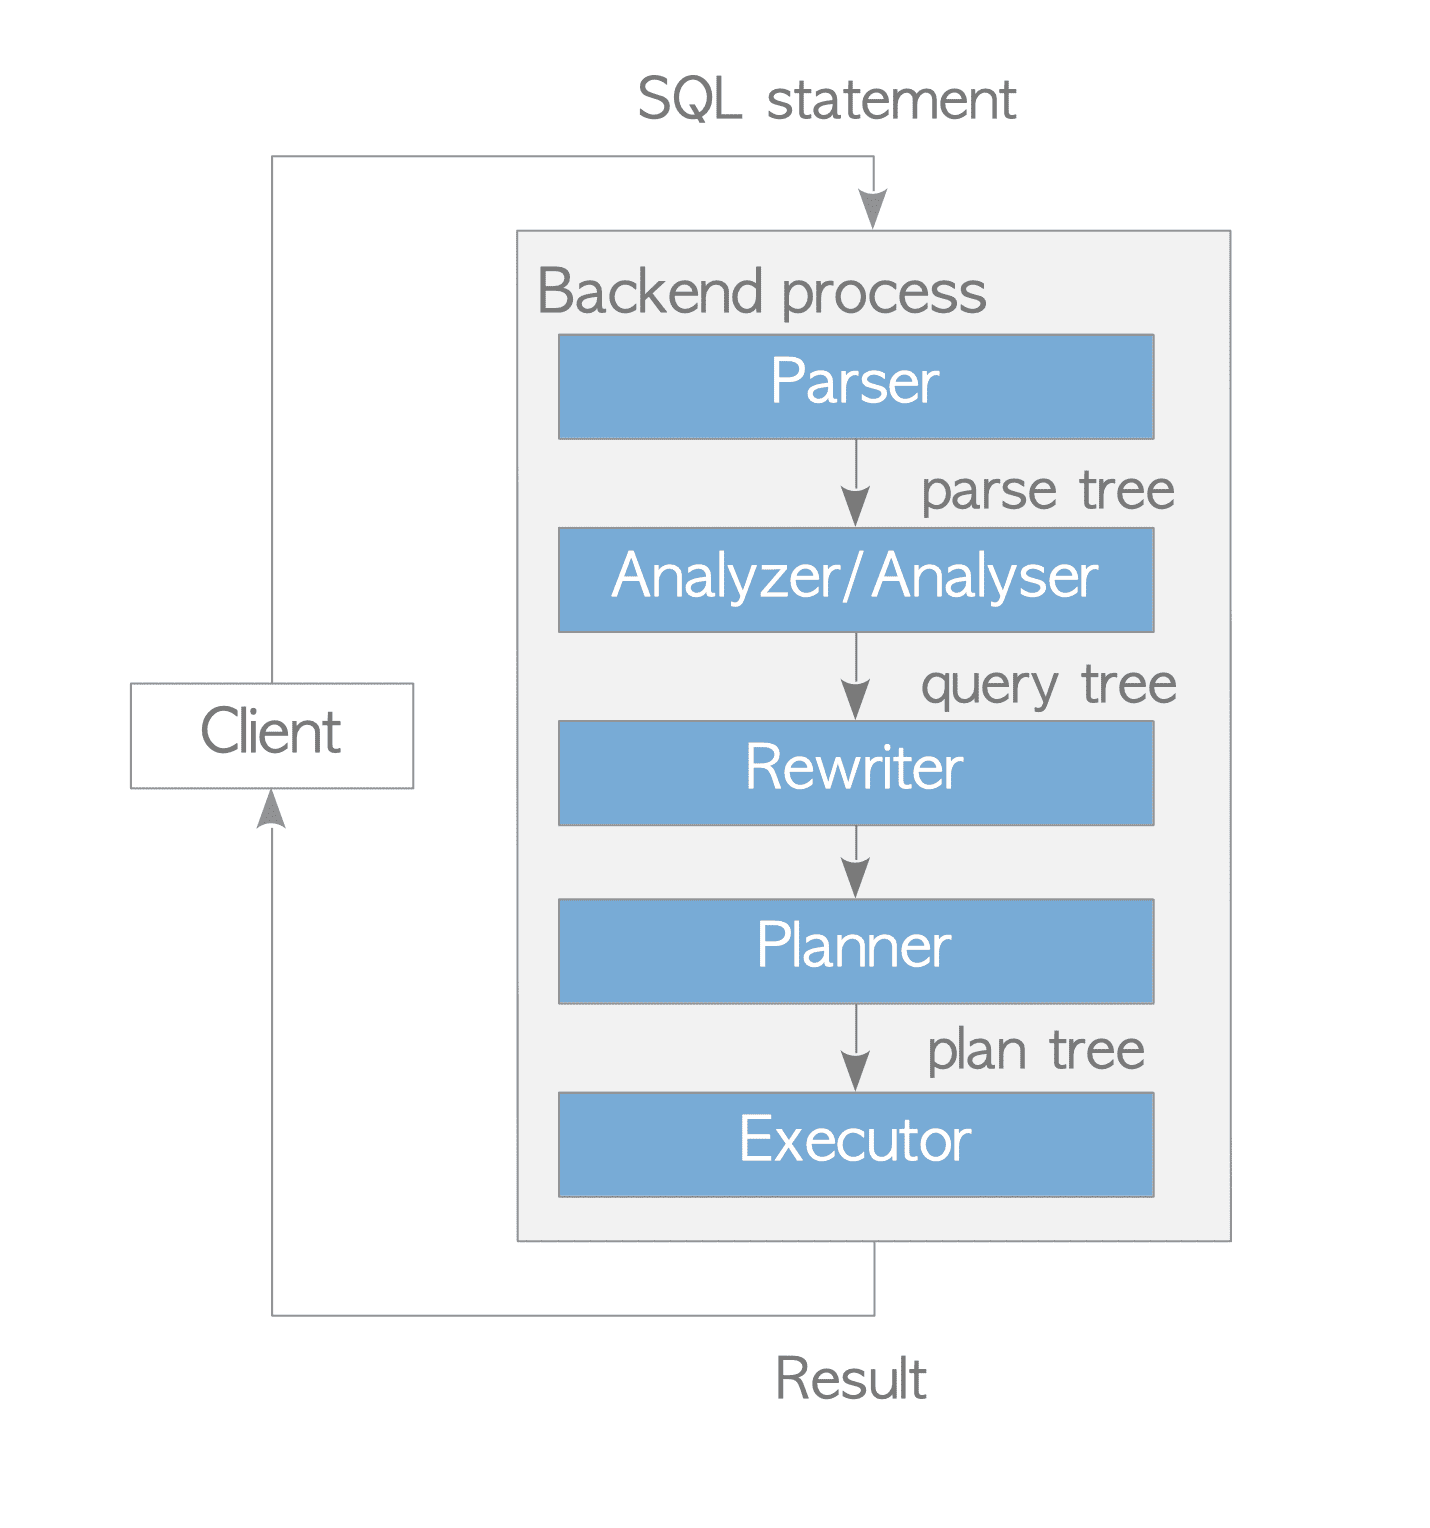 SQL statement
Backend process
Parser
parse tree
Analyzer/Analyser
query tree
Client
Rewriter
Planner
plan tree
Executor
Result